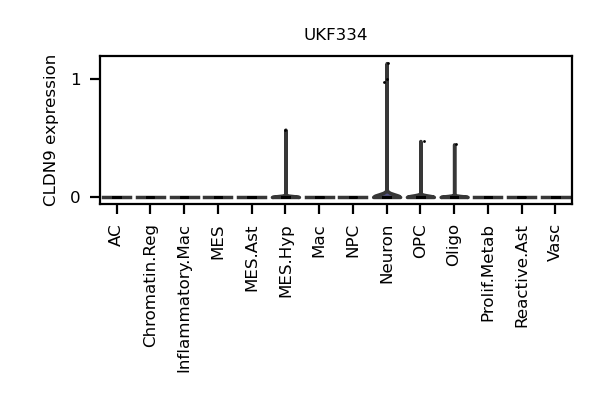 UKF334
CLDN9 expression
1
0
AC
Chromatin.Reg
Inflammatory.Mac
MES
MES.Ast
MES.Hyp
Mac
NPC
Neuron
OPC
Oligo
Prolif.Metab
Reactive.Ast
Vasc